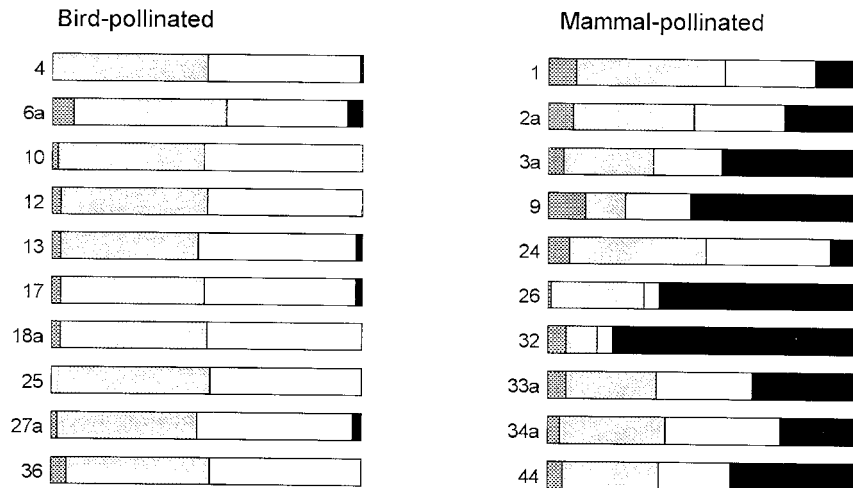 Bird-pollinated
4
6a
10
12
13
17
18a
25
27a
36
Mammal-pollinated
1
2a
3a
9
24
26
32
33a
34a
44